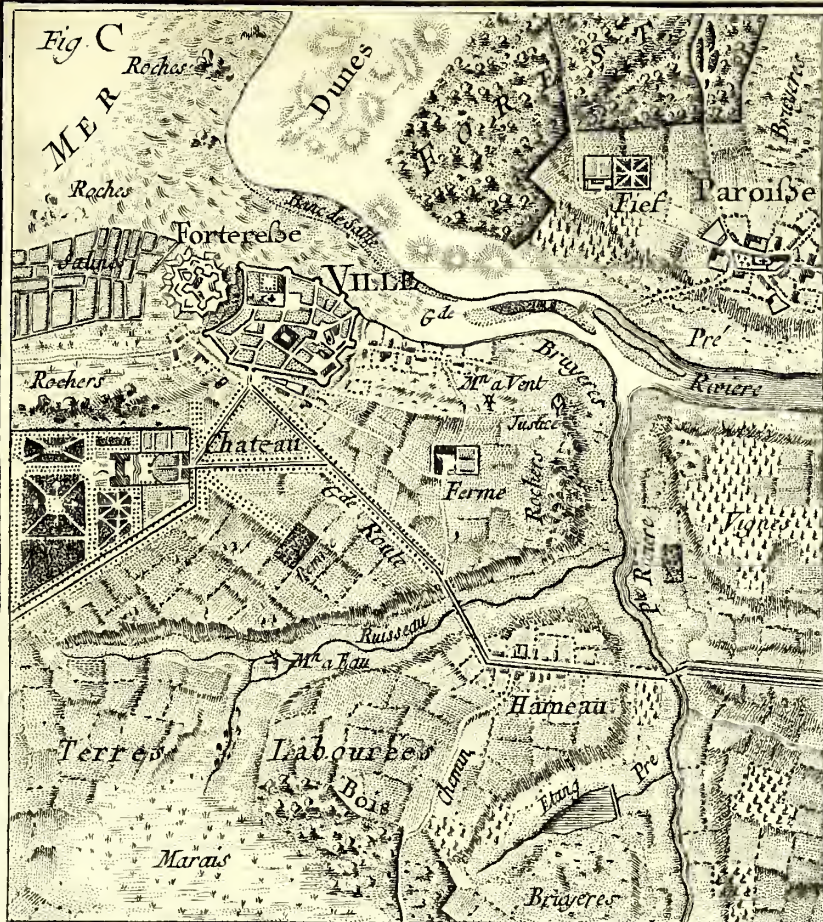 Fig. C
Roches
MER
Dunes
FOREST
Bruyeres
Roches
Banc de Sable
Fief
Paroiſse
Salines
Fortereſse
VILLE
Gde
Pré
Riviere
Bruyeres
Rochers
Mn a Vent
Justice
Chateau
Ferme
Rochers
Vignes
Gde Route
Pte Riviere
Ruisseau
Mn a Eau
Hameau
Terres Labourées
Chemin
Bois
Etang
Pré
Marais
Bruyeres